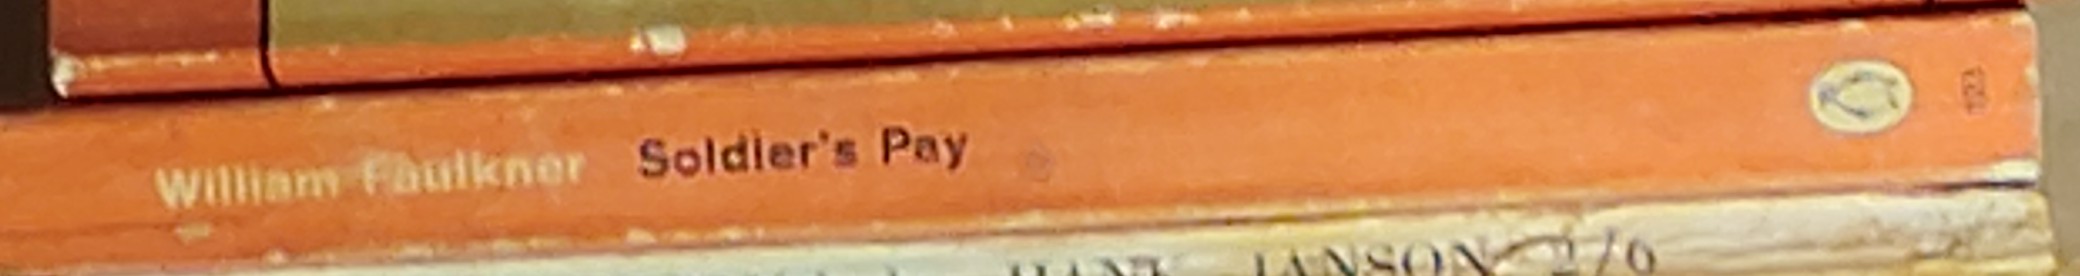 William Faulkner Soldier's Pay
HANK JANSON 2/6